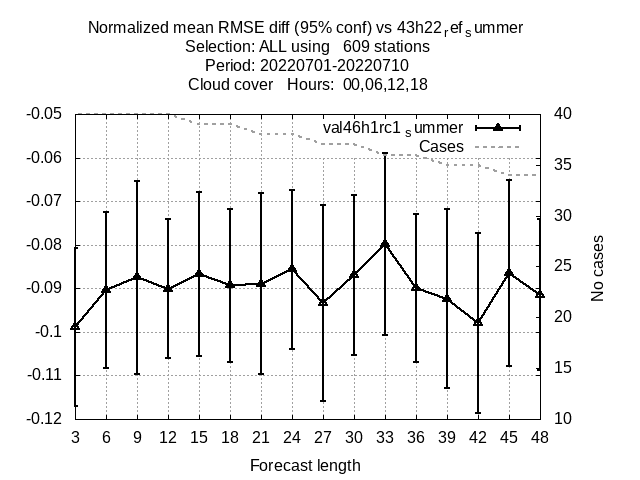 Normalized mean RMSE diff (95% conf) vs 43h22refsummer
Selection: ALL using 609 stations
Period: 20220701-20220710
Cloud cover Hours: 00,06,12,18
-0.05 40
val46h1rc1 summer
Cases
-0.06 35
-0.07 30
-0.08 25
-0.09 20
-0.1 15
-0.11 10
-0.12
No cases
3 6 9 12 15 18 21 24 27 30 33 36 39 42 45 48
Forecast length